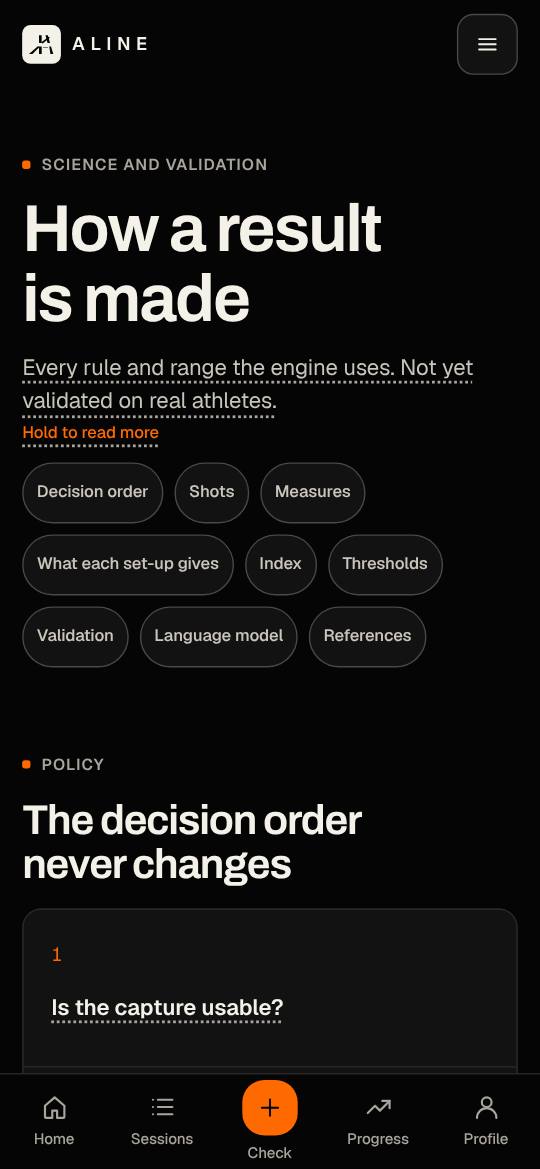 ALINE
SCIENCE AND VALIDATION
How a result
is made
Every rule and range the engine uses. Not yet
validated on real athletes.
Hold to read more
Decision order Shots Measures
What each set-up gives Index Thresholds
Validation Language model References
POLICY
The decision order
never changes
1
Is the capture usable?
Home Sessions Check Progress Profile